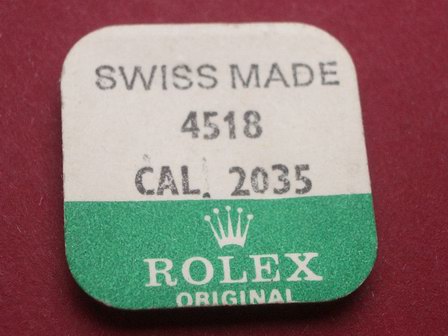 SWISS MADE
4518
CAL. 2035
ROLEX
ORIGINAL